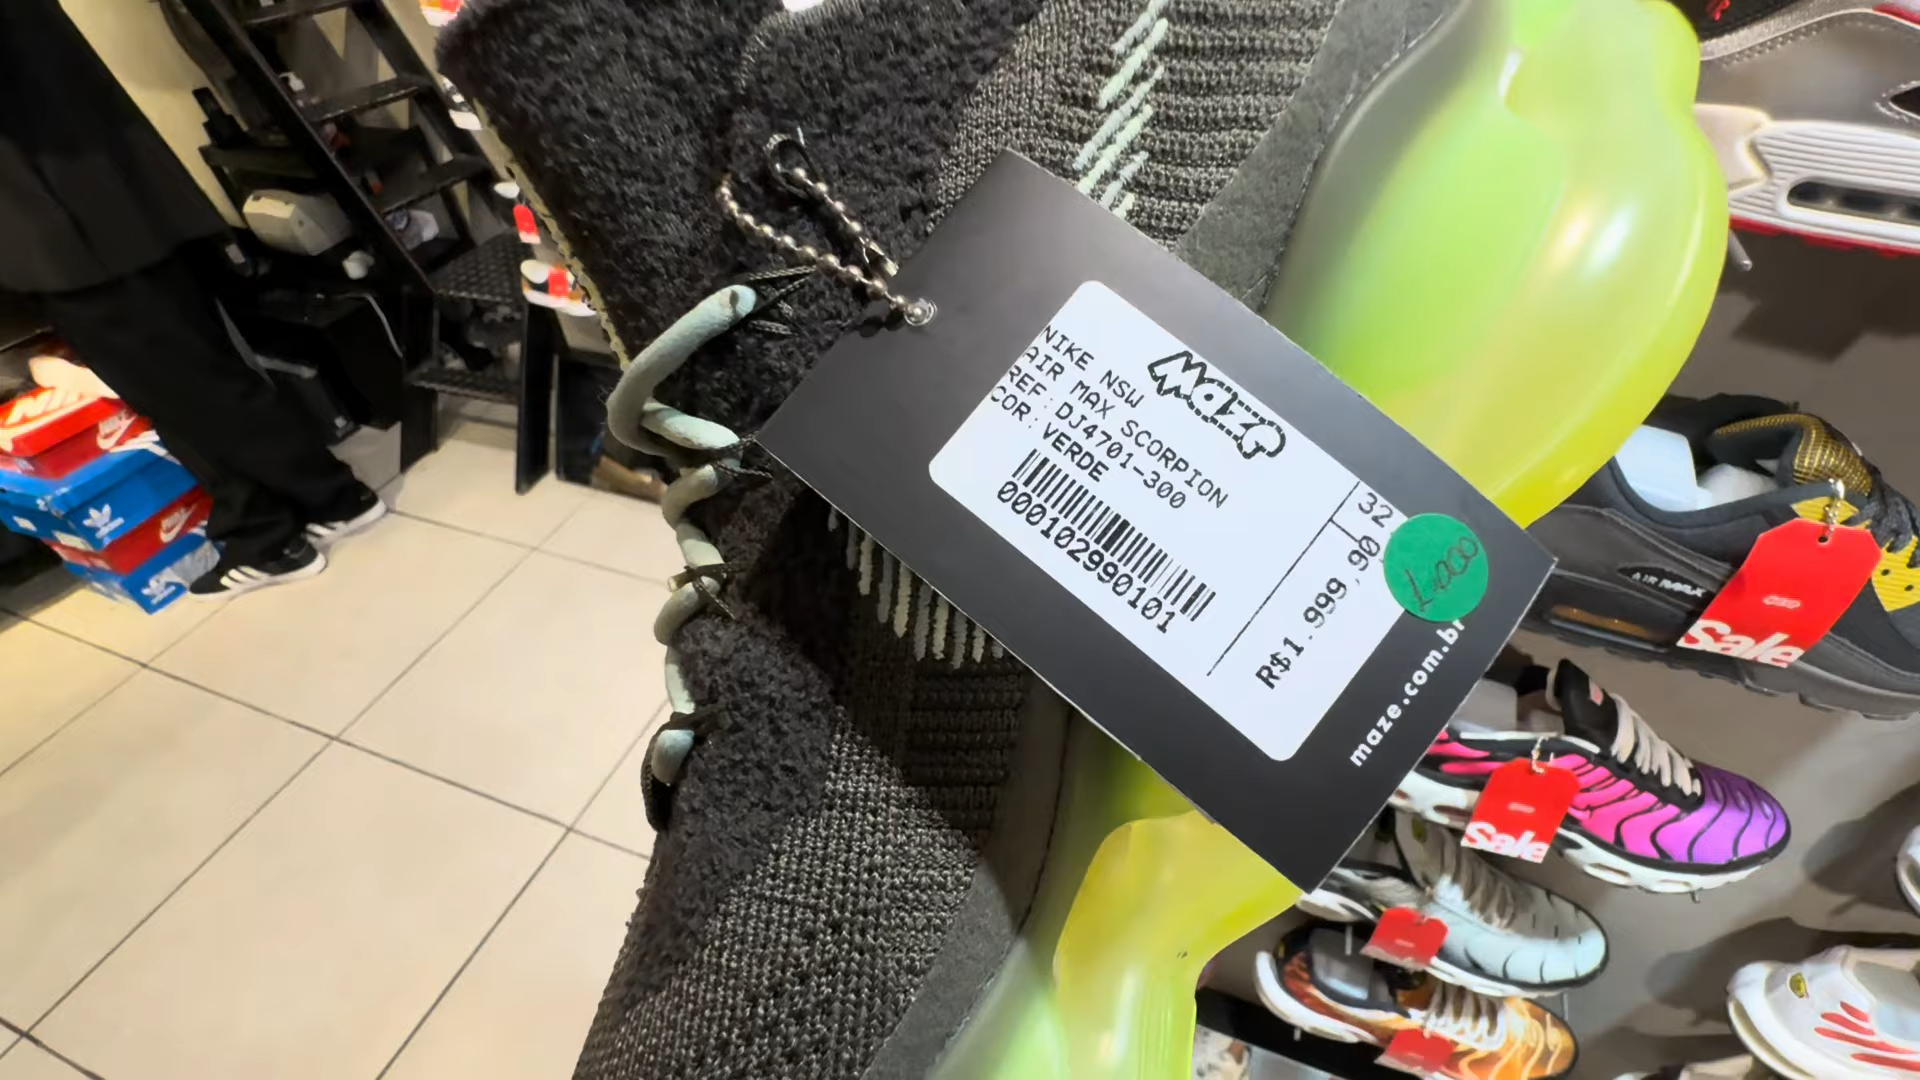 Maze
NIKE NSW
AIR MAX SCORPION
REF:DJ4701-300
COR:VERDE
000102990101
32
R$1.999,90
1.000
maze.com.br
AIR MAX
Sale
Sale